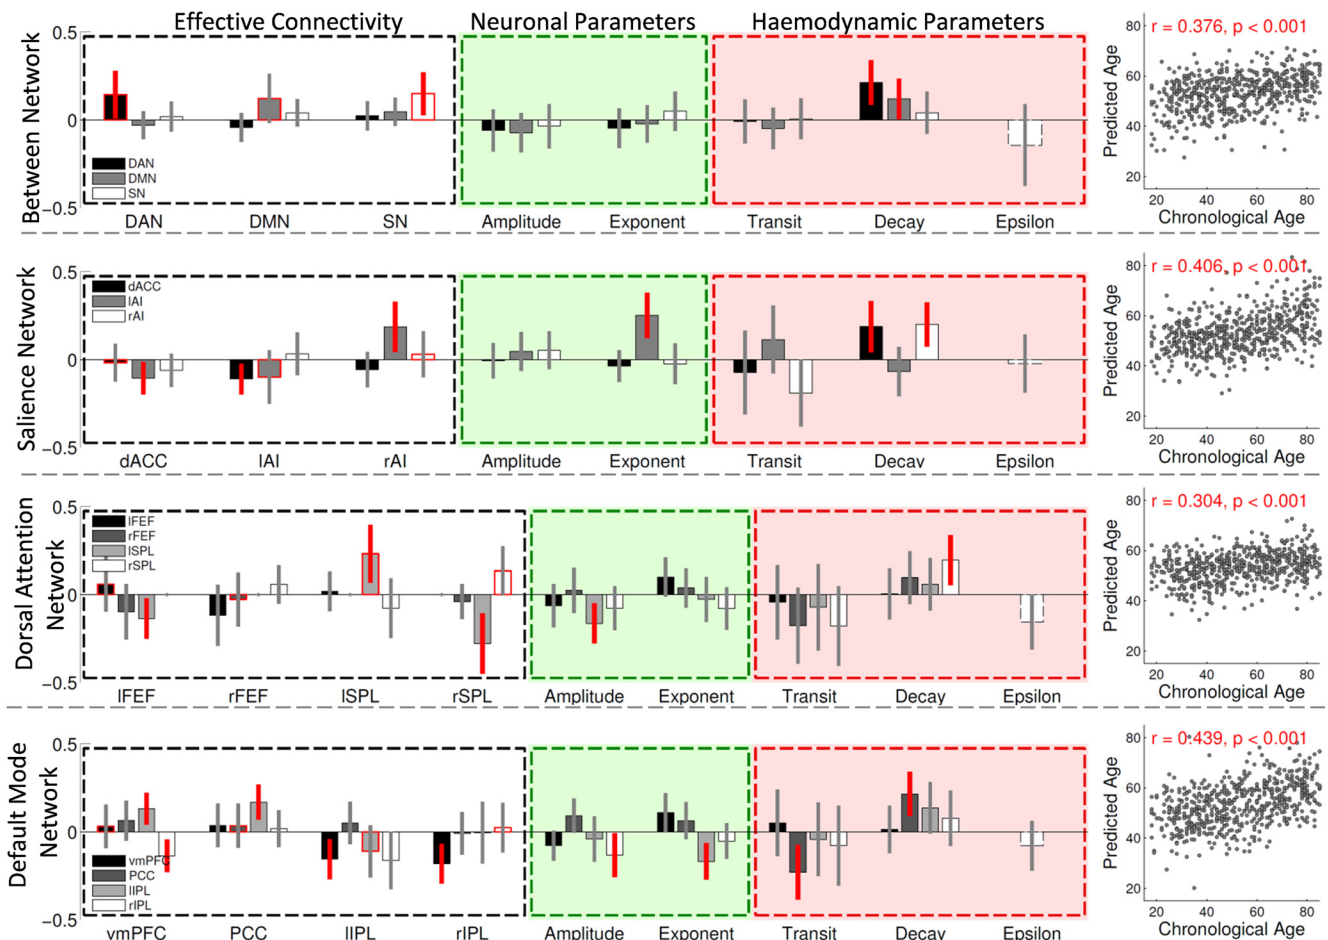 Effective Connectivity Neuronal Parameters Haemodynamic Parameters
Between Network
0.5
0
−0.5
DAN
DMN
SN
DAN DMN SN Amplitude Exponent Transit Decay Epsilon
r = 0.376, p < 0.001
Predicted Age
80
60
40
20
20 40 60 80
Chronological Age
Salience Network
0.5
0
−0.5
dACC
lAI
rAI
dACC lAI rAI Amplitude Exponent Transit Decay Epsilon
r = 0.406, p < 0.001
Predicted Age
80
60
40
20
20 40 60 80
Chronological Age
Dorsal Attention
Network
0.5
0
−0.5
lFEF
rFEF
lSPL
rSPL
lFEF rFEF lSPL rSPL Amplitude Exponent Transit Decay Epsilon
r = 0.304, p < 0.001
Predicted Age
80
60
40
20
20 40 60 80
Chronological Age
Default Mode
Network
0.5
0
−0.5
vmPFC
PCC
lIPL
rIPL
vmPFC PCC lIPL rIPL Amplitude Exponent Transit Decay Epsilon
r = 0.439, p < 0.001
Predicted Age
80
60
40
20
20 40 60 80
Chronological Age